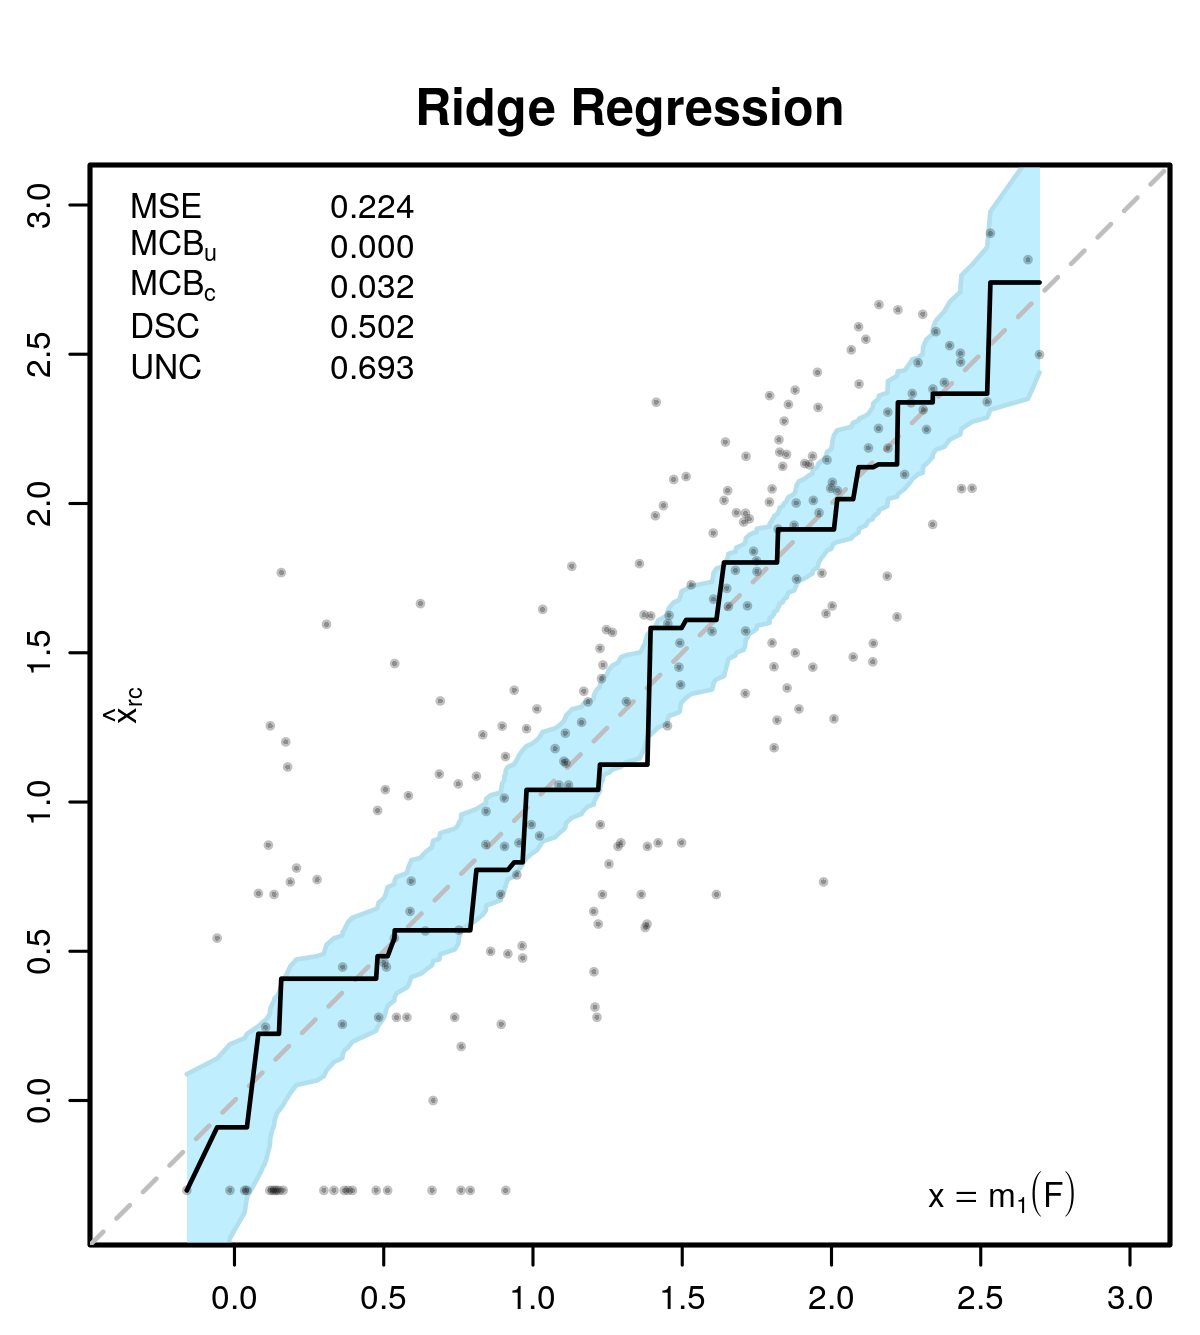 Ridge Regression
MSE 0.224
MCBu 0.000
MCBc 0.032
DSC 0.502
UNC 0.693
3.0
2.5
2.0
1.5
1.0
0.5
0.0
x̂rc
x = m1(F)
0.0 0.5 1.0 1.5 2.0 2.5 3.0